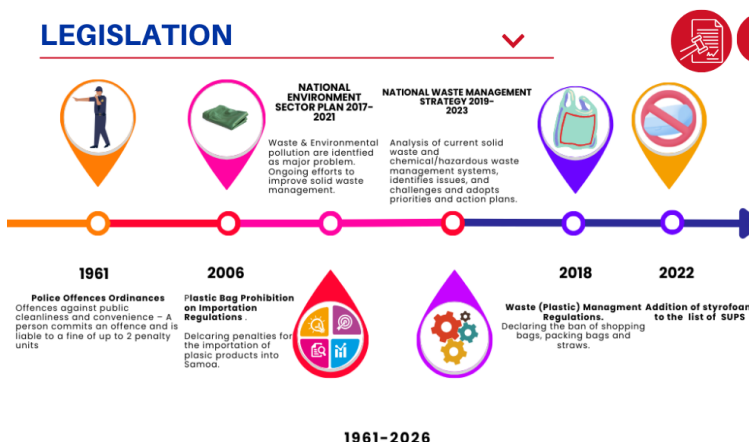 LEGISLATION
NATIONAL
ENVIRONMENT
SECTOR PLAN 2017-
2021
Waste & Environmental
pollution are identfied
as major problem.
Ongoing efforts to
improve solid waste
management.
NATIONAL WASTE MANAGEMENT
STRATEGY 2019-
2023
Analysis of current solid
waste and
chemical/hazardous waste
management systems,
identifies issues, and
challenges and adopts
priorities and action plans.
1961
Police Offences Ordinances
Offences against public
cleanliness and convenience – A
person commits an offence and is
liable to a fine of up to 2 penalty
units
2006
Plastic Bag Prohibition
on Importation
Regulations .
Delcaring penalties for
the importation of
plasic products into
Samoa.
2018
Waste (Plastic) Managment
Regulations.
Declaring the ban of shopping
bags, packing bags and
straws.
2022
Addition of styrofoam
to the list of SUPS
1961-2026